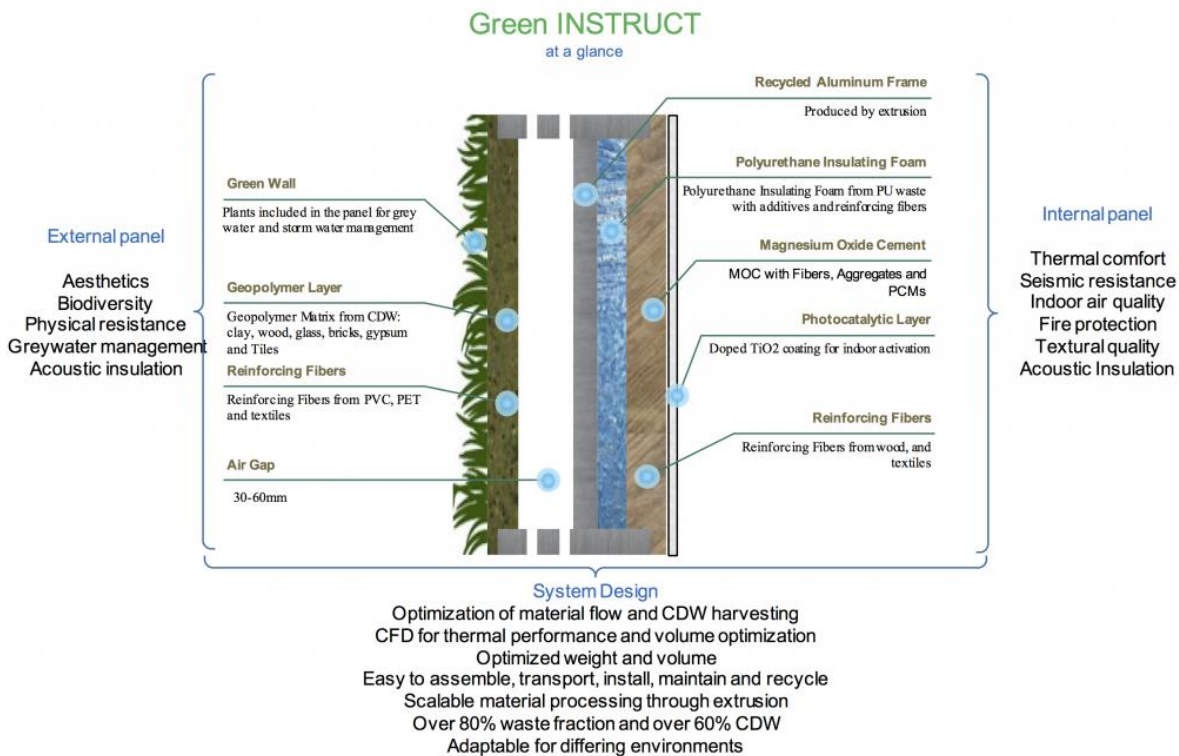 Green INSTRUCT
at a glance
External panel
Aesthetics
Biodiversity
Physical resistance
Greywater management
Acoustic insulation
Green Wall
Plants included in the panel for grey
water and storm water management
Geopolymer Layer
Geopolymer Matrix from CDW:
clay, wood, glass, bricks, gypsum
and Tiles
Reinforcing Fibers
Reinforcing Fibers from PVC, PET
and textiles
Air Gap
30-60mm
Recycled Aluminum Frame
Produced by extrusion
Polyurethane Insulating Foam
Polyurethane Insulating Foam from PU waste
with additives and reinforcing fibers
Magnesium Oxide Cement
MOC with Fibers, Aggregates and
PCMs
Photocatalytic Layer
Doped TiO2 coating for indoor activation
Reinforcing Fibers
Reinforcing Fibers from wood, and
textiles
Internal panel
Thermal comfort
Seismic resistance
Indoor air quality
Fire protection
Textural quality
Acoustic Insulation
System Design
Optimization of material flow and CDW harvesting
CFD for thermal performance and volume optimization
Optimized weight and volume
Easy to assemble, transport, install, maintain and recycle
Scalable material processing through extrusion
Over 80% waste fraction and over 60% CDW
Adaptable for differing environments